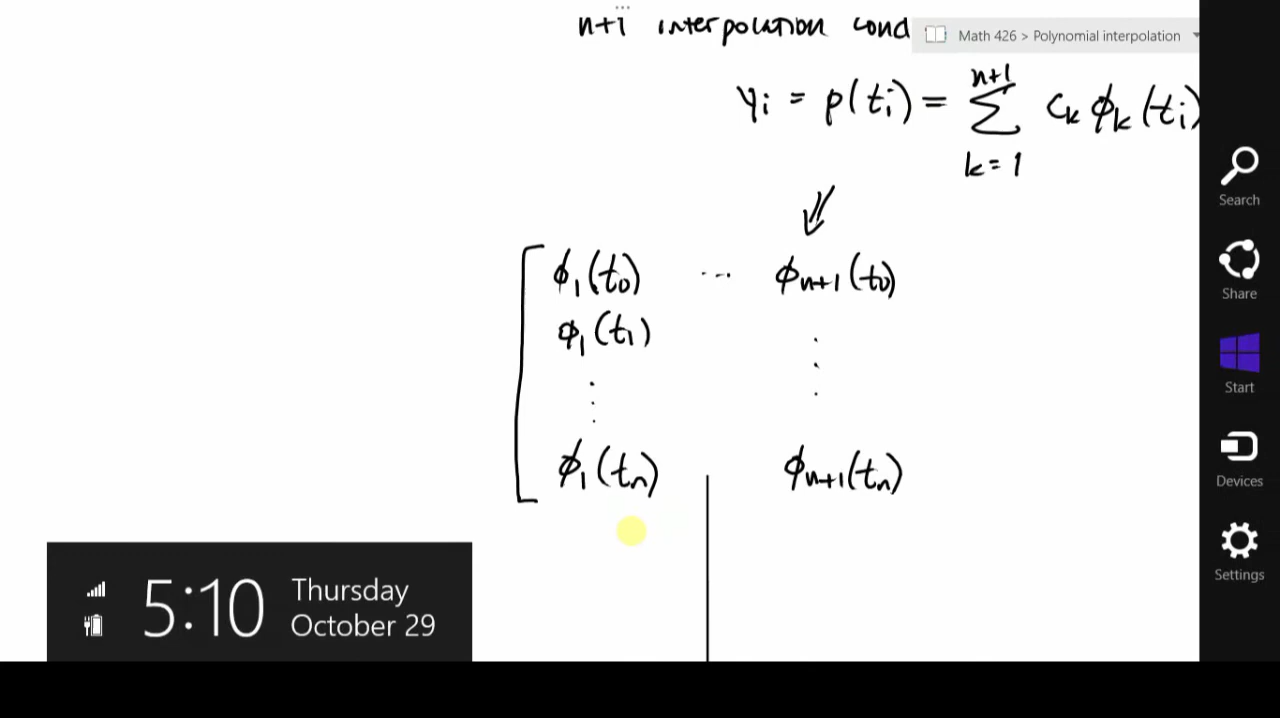 n+1 interpolation cond
Math 426 > Polynomial interpolation
yi = p(ti) = n+1 ∑ k=1 ck ϕk(ti)
ϕ1(t0) ... ϕn+1(t0)
ϕ1(t1)
ϕ1(tn) ϕn+1(tn)
Search
Share
Start
Devices
Settings
5:10 Thursday
October 29